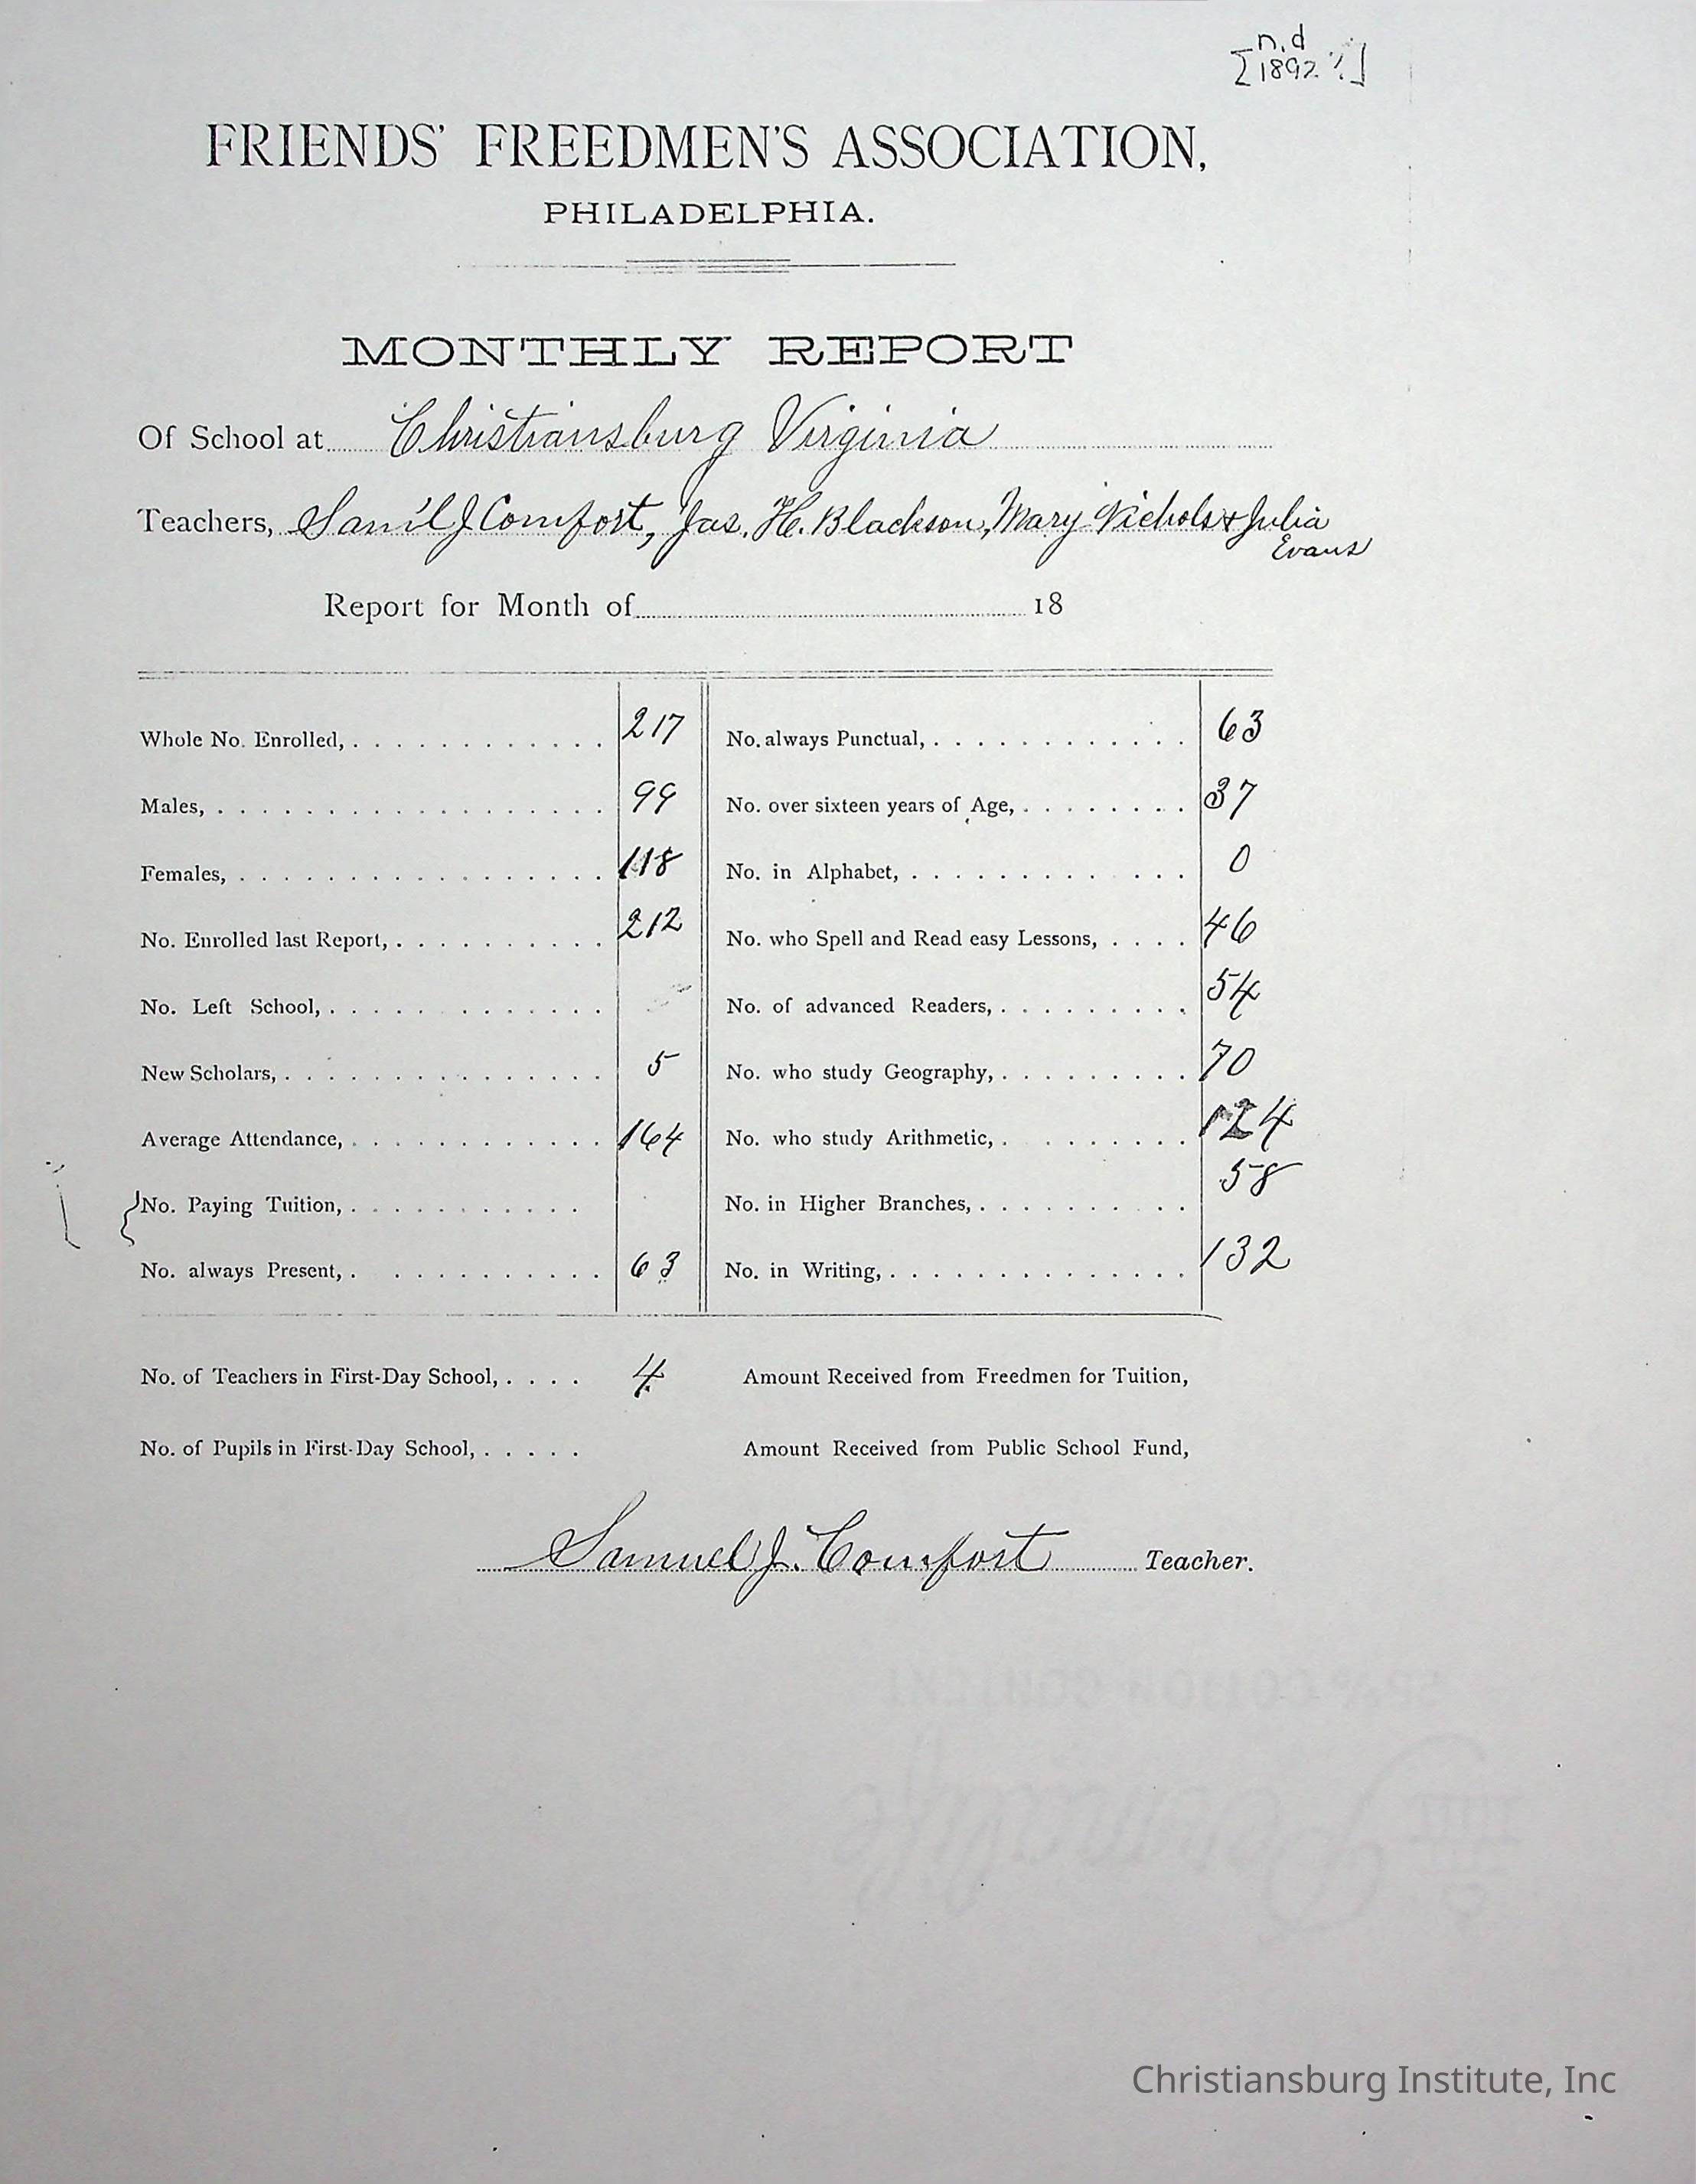 n.d
[1892?]
FRIENDS' FREEDMEN'S ASSOCIATION,
PHILADELPHIA.
MONTHLY REPORT
Of School at Christiansburg Virginia
Teachers, Sam'l J Comfort, Jas. H. Blackson, Mary Nichols & Julia
Evans
Report for Month of 18
Whole No. Enrolled, 217 No. always Punctual, 63
Males, 99 No. over sixteen years of Age, 37
Females, 118 No. in Alphabet, 0
No. Enrolled last Report, 212 No. who Spell and Read easy Lessons, 46
No. Left School, No. of advanced Readers, 54
New Scholars, 5 No. who study Geography, 70
Average Attendance, 164 No. who study Arithmetic, 124
No. Paying Tuition, No. in Higher Branches, 58
No. always Present, 63 No. in Writing, 132
No. of Teachers in First-Day School, 4 Amount Received from Freedmen for Tuition,
No. of Pupils in First-Day School, Amount Received from Public School Fund,
Samuel J. Comfort Teacher.
Christiansburg Institute, Inc